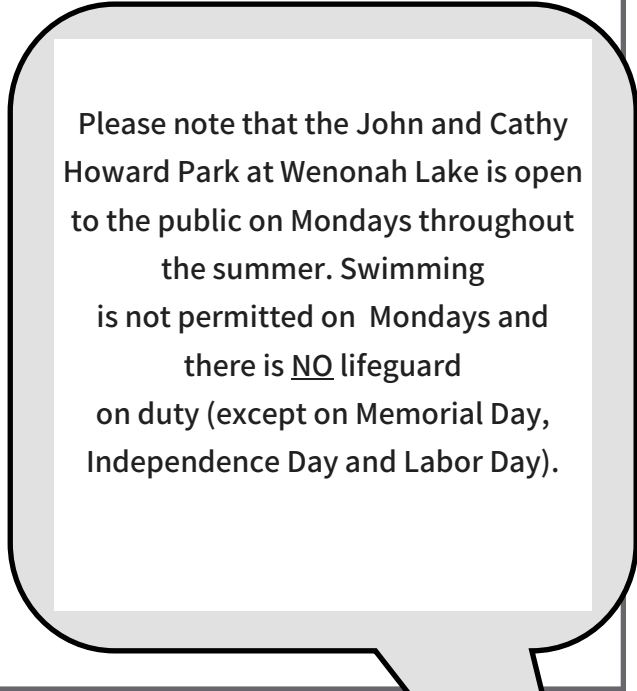 Please note that the John and Cathy
Howard Park at Wenonah Lake is open
to the public on Mondays throughout
the summer. Swimming
is not permitted on  Mondays and
there is NO lifeguard
on duty (except on Memorial Day,
Independence Day and Labor Day).